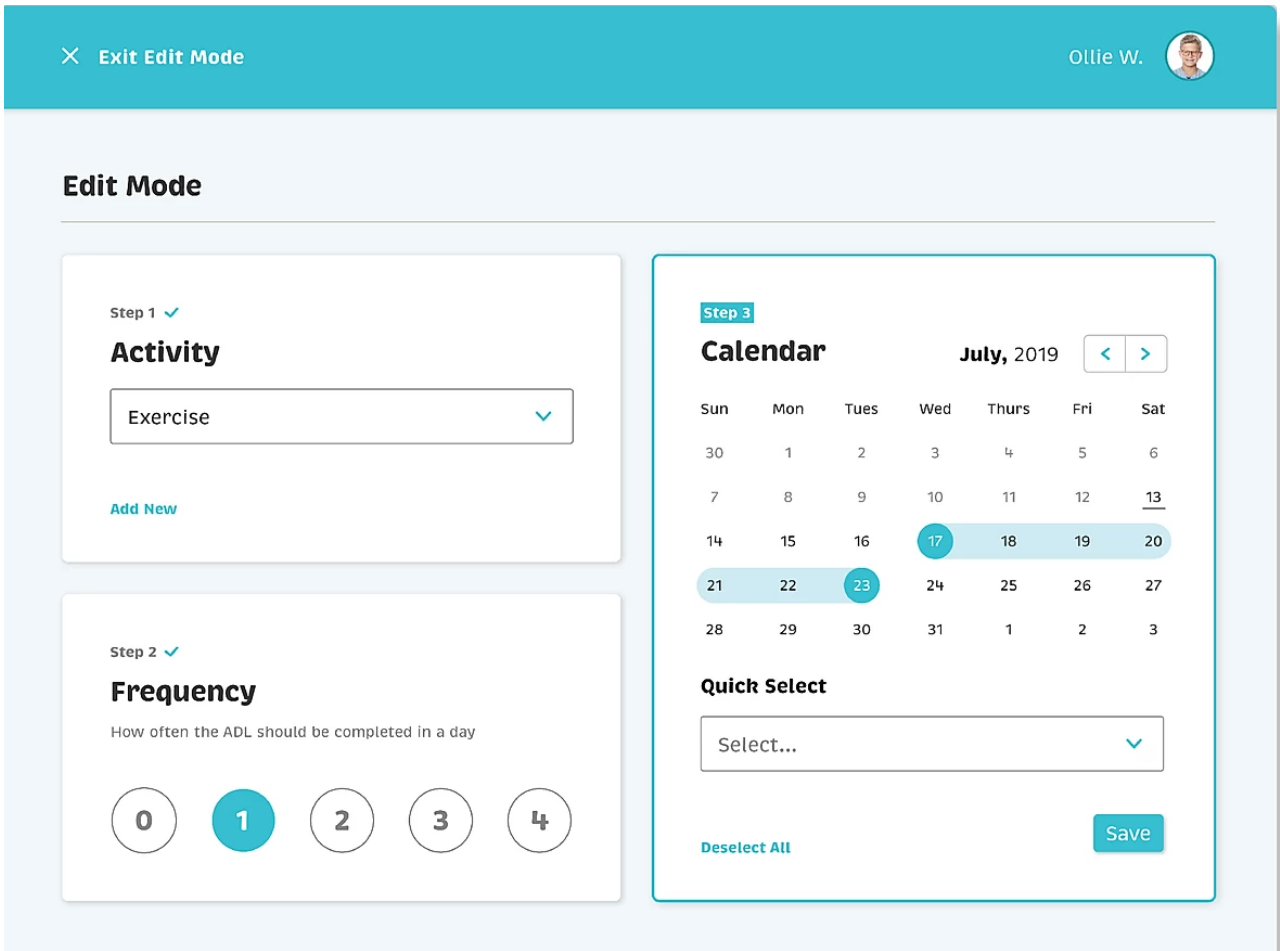 Exit Edit Mode
Ollie W.
Edit Mode
Step 1
Activity
Exercise
Add New
Step 2
Frequency
How often the ADL should be completed in a day
0 1 2 3 4
Step 3
Calendar
July, 2019
Sun Mon Tues Wed Thurs Fri Sat
30 1 2 3 4 5 6
7 8 9 10 11 12 13
14 15 16 17 18 19 20
21 22 23 24 25 26 27
28 29 30 31 1 2 3
Quick Select
Select...
Deselect All
Save